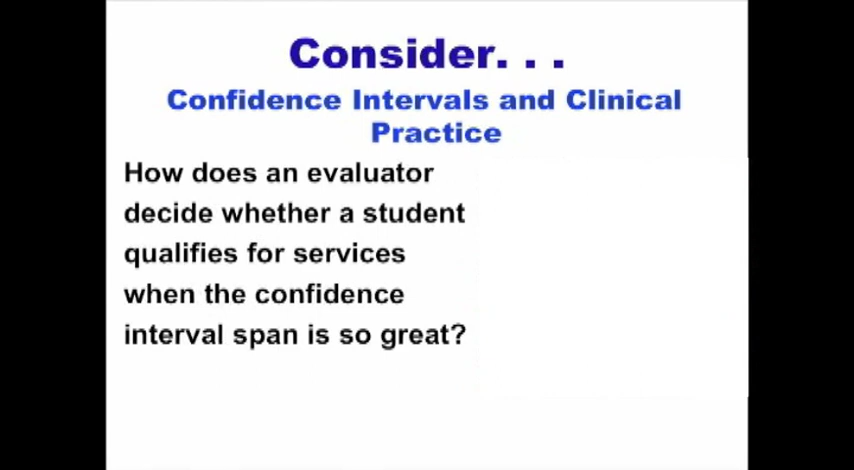 Consider. . .
Confidence Intervals and Clinical
Practice
How does an evaluator
decide whether a student
qualifies for services
when the confidence
interval span is so great?